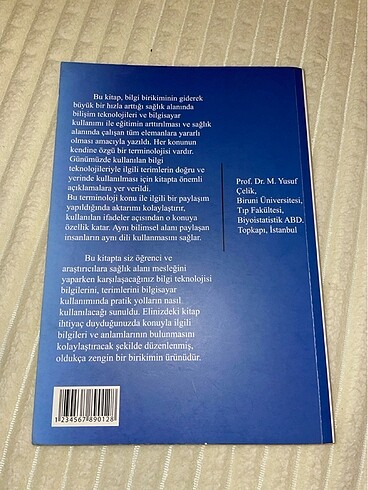 Bu kitap, bilgi birikiminin giderek
büyük bir hızla arttığı sağlık alanında
bilişim teknolojileri ve bilgisayar
kullanımı ile eğitimin arttırılması ve sağlık
alanında çalışan tüm elemanlara yararlı
olması amacıyla yazıldı. Her konunun
kendine özgü bir terminolojisi vardır.
Günümüzde kullanılan bilgi
teknolojileriyle ilgili terimlerin doğru ve
yerinde kullanılması için kitapta önemli
açıklamalara yer verildi.
Bu terminoloji konu ile ilgili bir paylaşım
yapıldığında aktarımı kolaylaştırır,
kullanılan ifadeler açısından o konuya
özellik katar. Aynı bilimsel alanı paylaşan
insanların aynı dili kullanmasını sağlar.
Bu kitapta siz öğrenci ve
araştırıcılara sağlık alanı mesleğini
yaparken karşılaşacağınız bilgi teknolojisi
bilgilerini, terimlerini bilgisayar
kullanımında pratik yolların nasıl
kullanılacağı sunuldu. Elinizdeki kitap
ihtiyaç duyduğunuzda konuyla ilgili
bilgileri ve anlamlarının bulunmasını
kolaylaştıracak şekilde düzenlenmiş,
oldukça zengin bir birikimin ürünüdür.
Prof. Dr. M. Yusuf
Çelik,
Biruni Üniversitesi,
Tıp Fakültesi,
Biyoistatistik ABD.
Topkapı, İstanbul
1 234567 890128